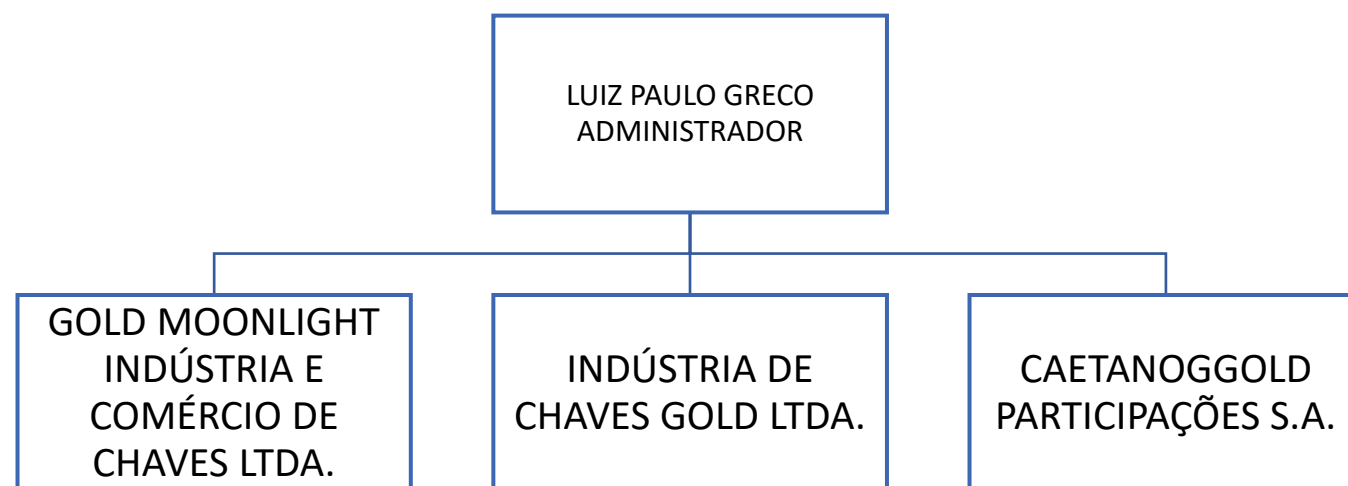 LUIZ PAULO GRECO
ADMINISTRADOR
GOLD MOONLIGHT
INDÚSTRIA E
COMÉRCIO DE
CHAVES LTDA.
INDÚSTRIA DE
CHAVES GOLD LTDA.
CAETANOGGOLD
PARTICIPAÇÕES S.A.